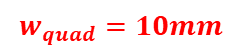 w_quad = 10mm